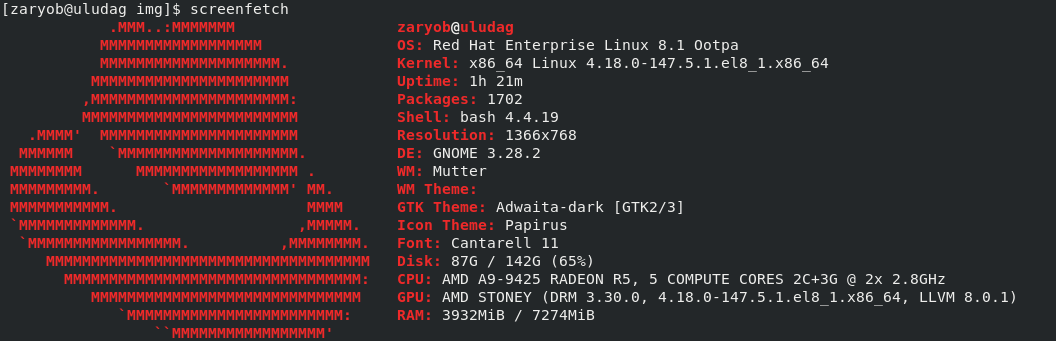 [zaryob@uludag img]$ screenfetch
             .MMM..:MMMMMMM                  zaryob@uludag
            MMMMMMMMMMMMMMMMMM               OS: Red Hat Enterprise Linux 8.1 Ootpa
            MMMMMMMMMMMMMMMMMMMM.            Kernel: x86_64 Linux 4.18.0-147.5.1.el8_1.x86_64
           MMMMMMMMMMMMMMMMMMMMMM            Uptime: 1h 21m
          ,MMMMMMMMMMMMMMMMMMMMMM:           Packages: 1702
          MMMMMMMMMMMMMMMMMMMMMMMM           Shell: bash 4.4.19
    .MMMM'  MMMMMMMMMMMMMMMMMMMMMM           Resolution: 1366x768
   MMMMMM    `MMMMMMMMMMMMMMMMMMMM.          DE: GNOME 3.28.2
  MMMMMMMM      MMMMMMMMMMMMMMMMMM .         WM: Mutter
  MMMMMMMMM.       `MMMMMMMMMMMMM' MM.       WM Theme:
  MMMMMMMMMMM.                     MMMM      GTK Theme: Adwaita-dark [GTK2/3]
  `MMMMMMMMMMMMM.                 ,MMMMM.    Icon Theme: Papirus
   `MMMMMMMMMMMMMMMMM.          ,MMMMMMMM.   Font: Cantarell 11
      MMMMMMMMMMMMMMMMMMMMMMMMMMMMMMMMMMMM   Disk: 87G / 142G (65%)
        MMMMMMMMMMMMMMMMMMMMMMMMMMMMMMMMM:   CPU: AMD A9-9425 RADEON R5, 5 COMPUTE CORES 2C+3G @ 2x 2.8GHz
           MMMMMMMMMMMMMMMMMMMMMMMMMMMMMM    GPU: AMD STONEY (DRM 3.30.0, 4.18.0-147.5.1.el8_1.x86_64, LLVM 8.0.1)
              `MMMMMMMMMMMMMMMMMMMMMMMM:     RAM: 3932MiB / 7274MiB
                  ``MMMMMMMMMMMMMMMMM'